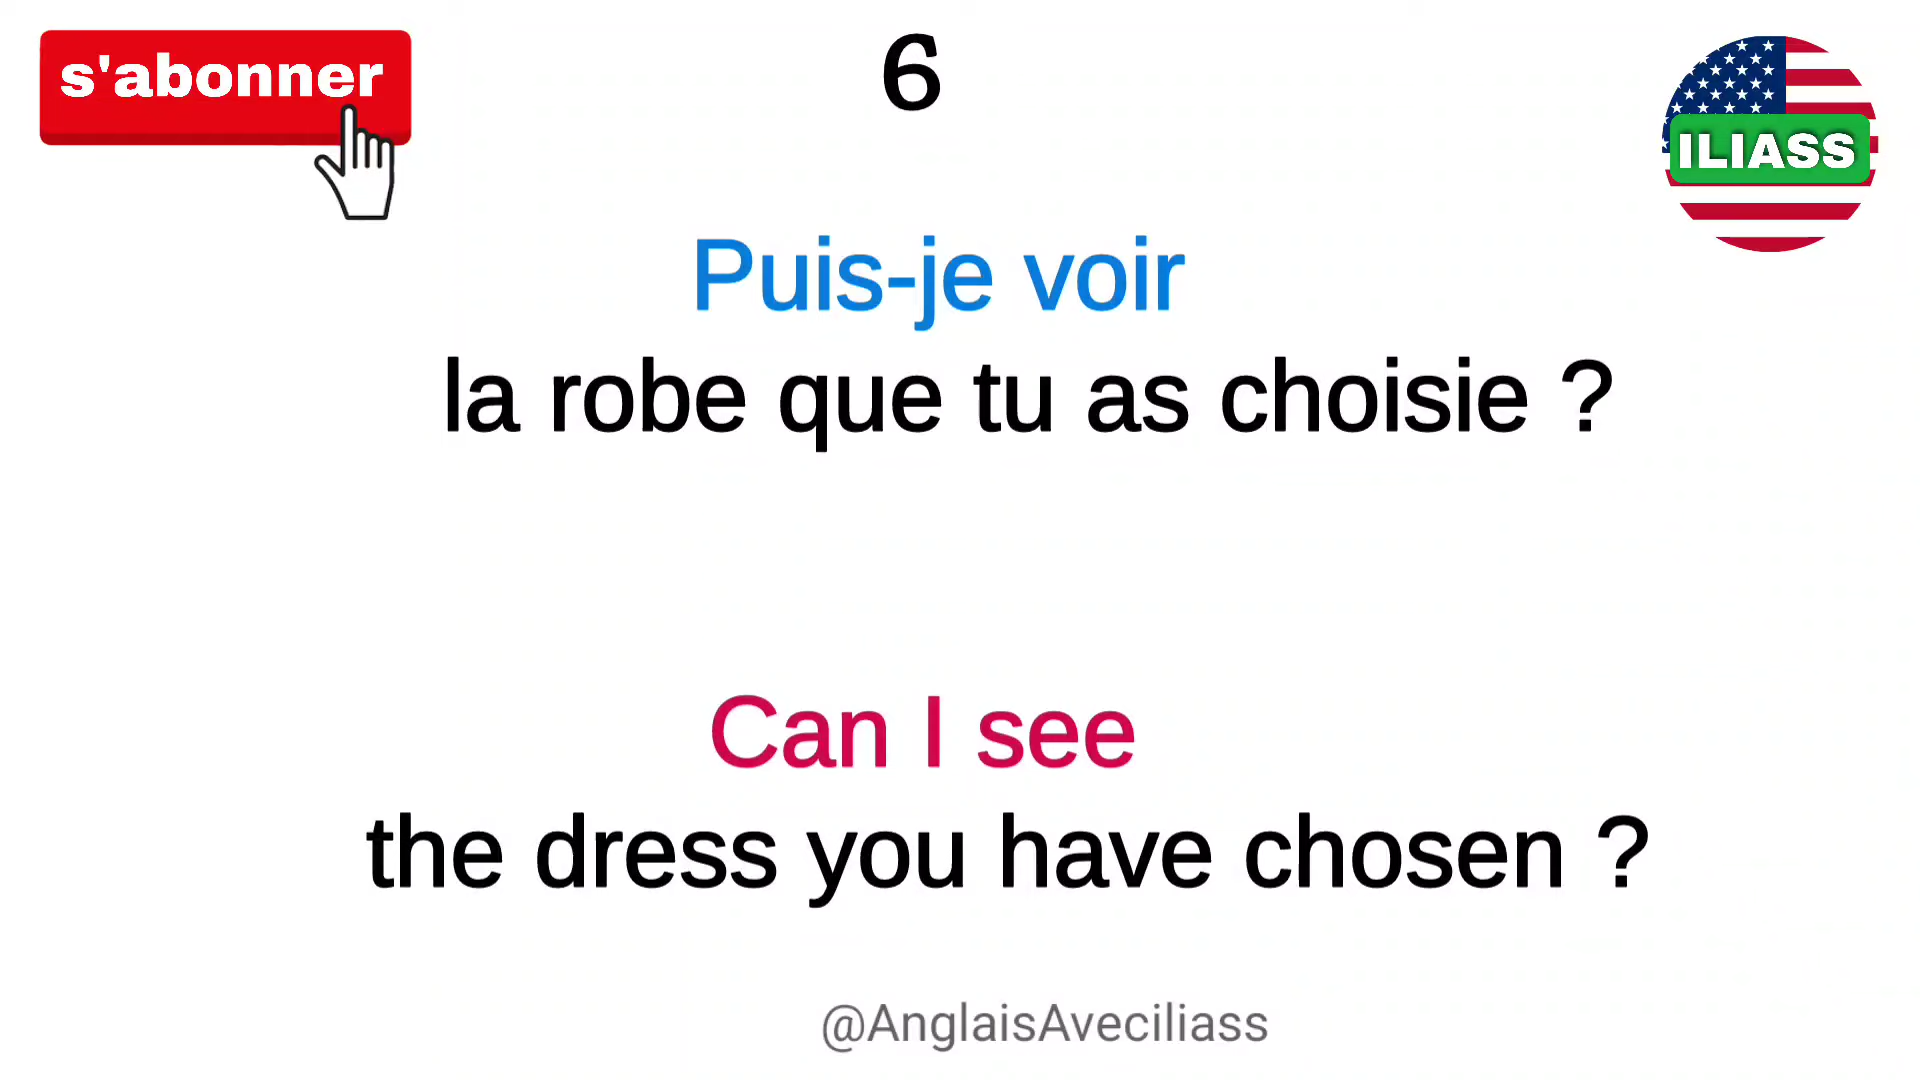 s'abonner
6
ILIASS
Puis-je voir
la robe que tu as choisie ?
Can I see
the dress you have chosen ?
@AnglaisAveciliass